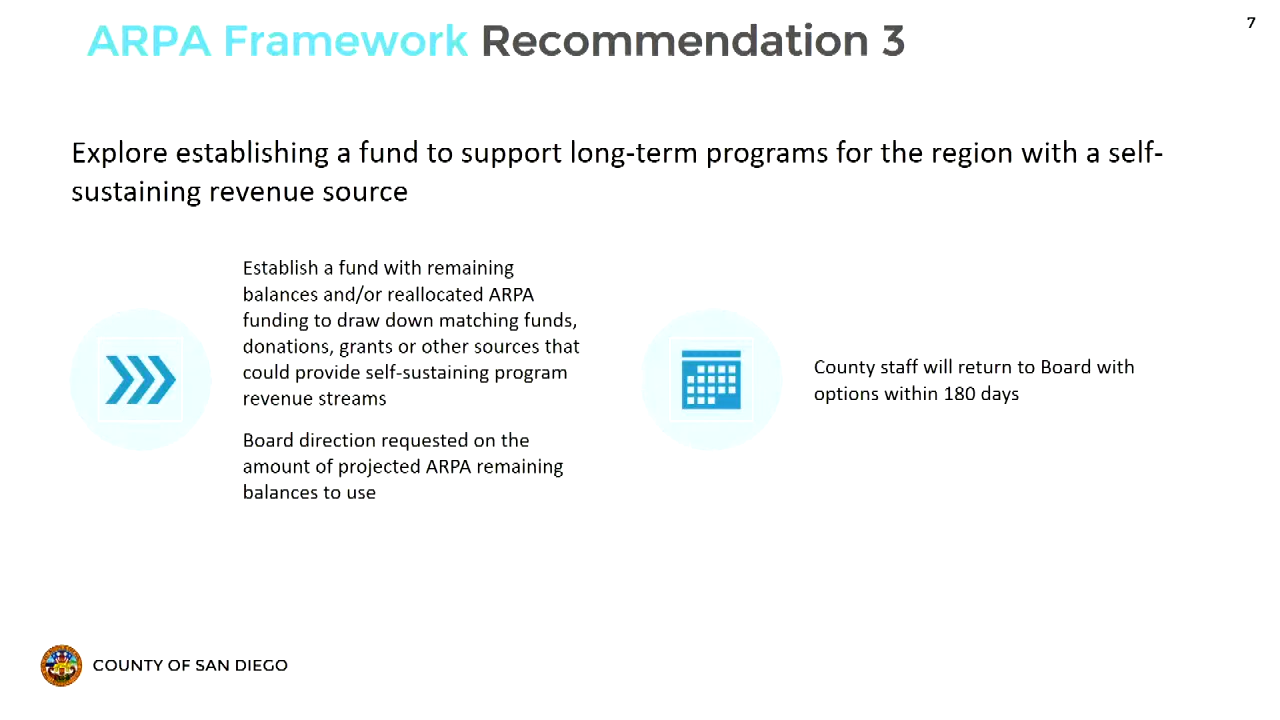 7
ARPA Framework Recommendation 3
Explore establishing a fund to support long-term programs for the region with a self-
sustaining revenue source
Establish a fund with remaining
balances and/or reallocated ARPA
funding to draw down matching funds,
donations, grants or other sources that
could provide self-sustaining program
revenue streams
Board direction requested on the
amount of projected ARPA remaining
balances to use
County staff will return to Board with
options within 180 days
COUNTY OF SAN DIEGO